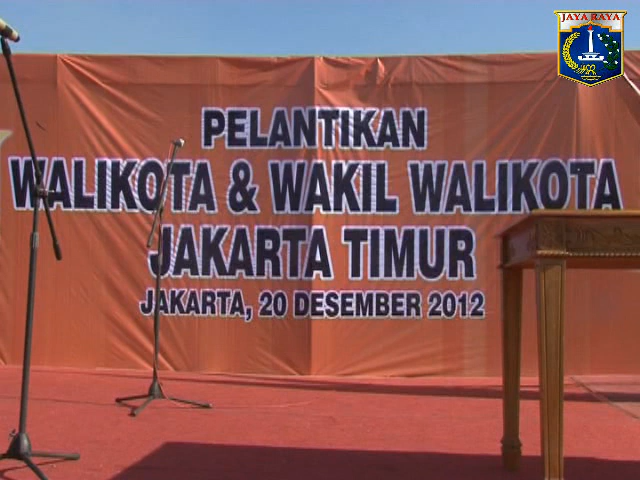 JAYA RAYA
PELANTIKAN
WALIKOTA & WAKIL WALIKOTA
JAKARTA TIMUR
JAKARTA, 20 DESEMBER 2012